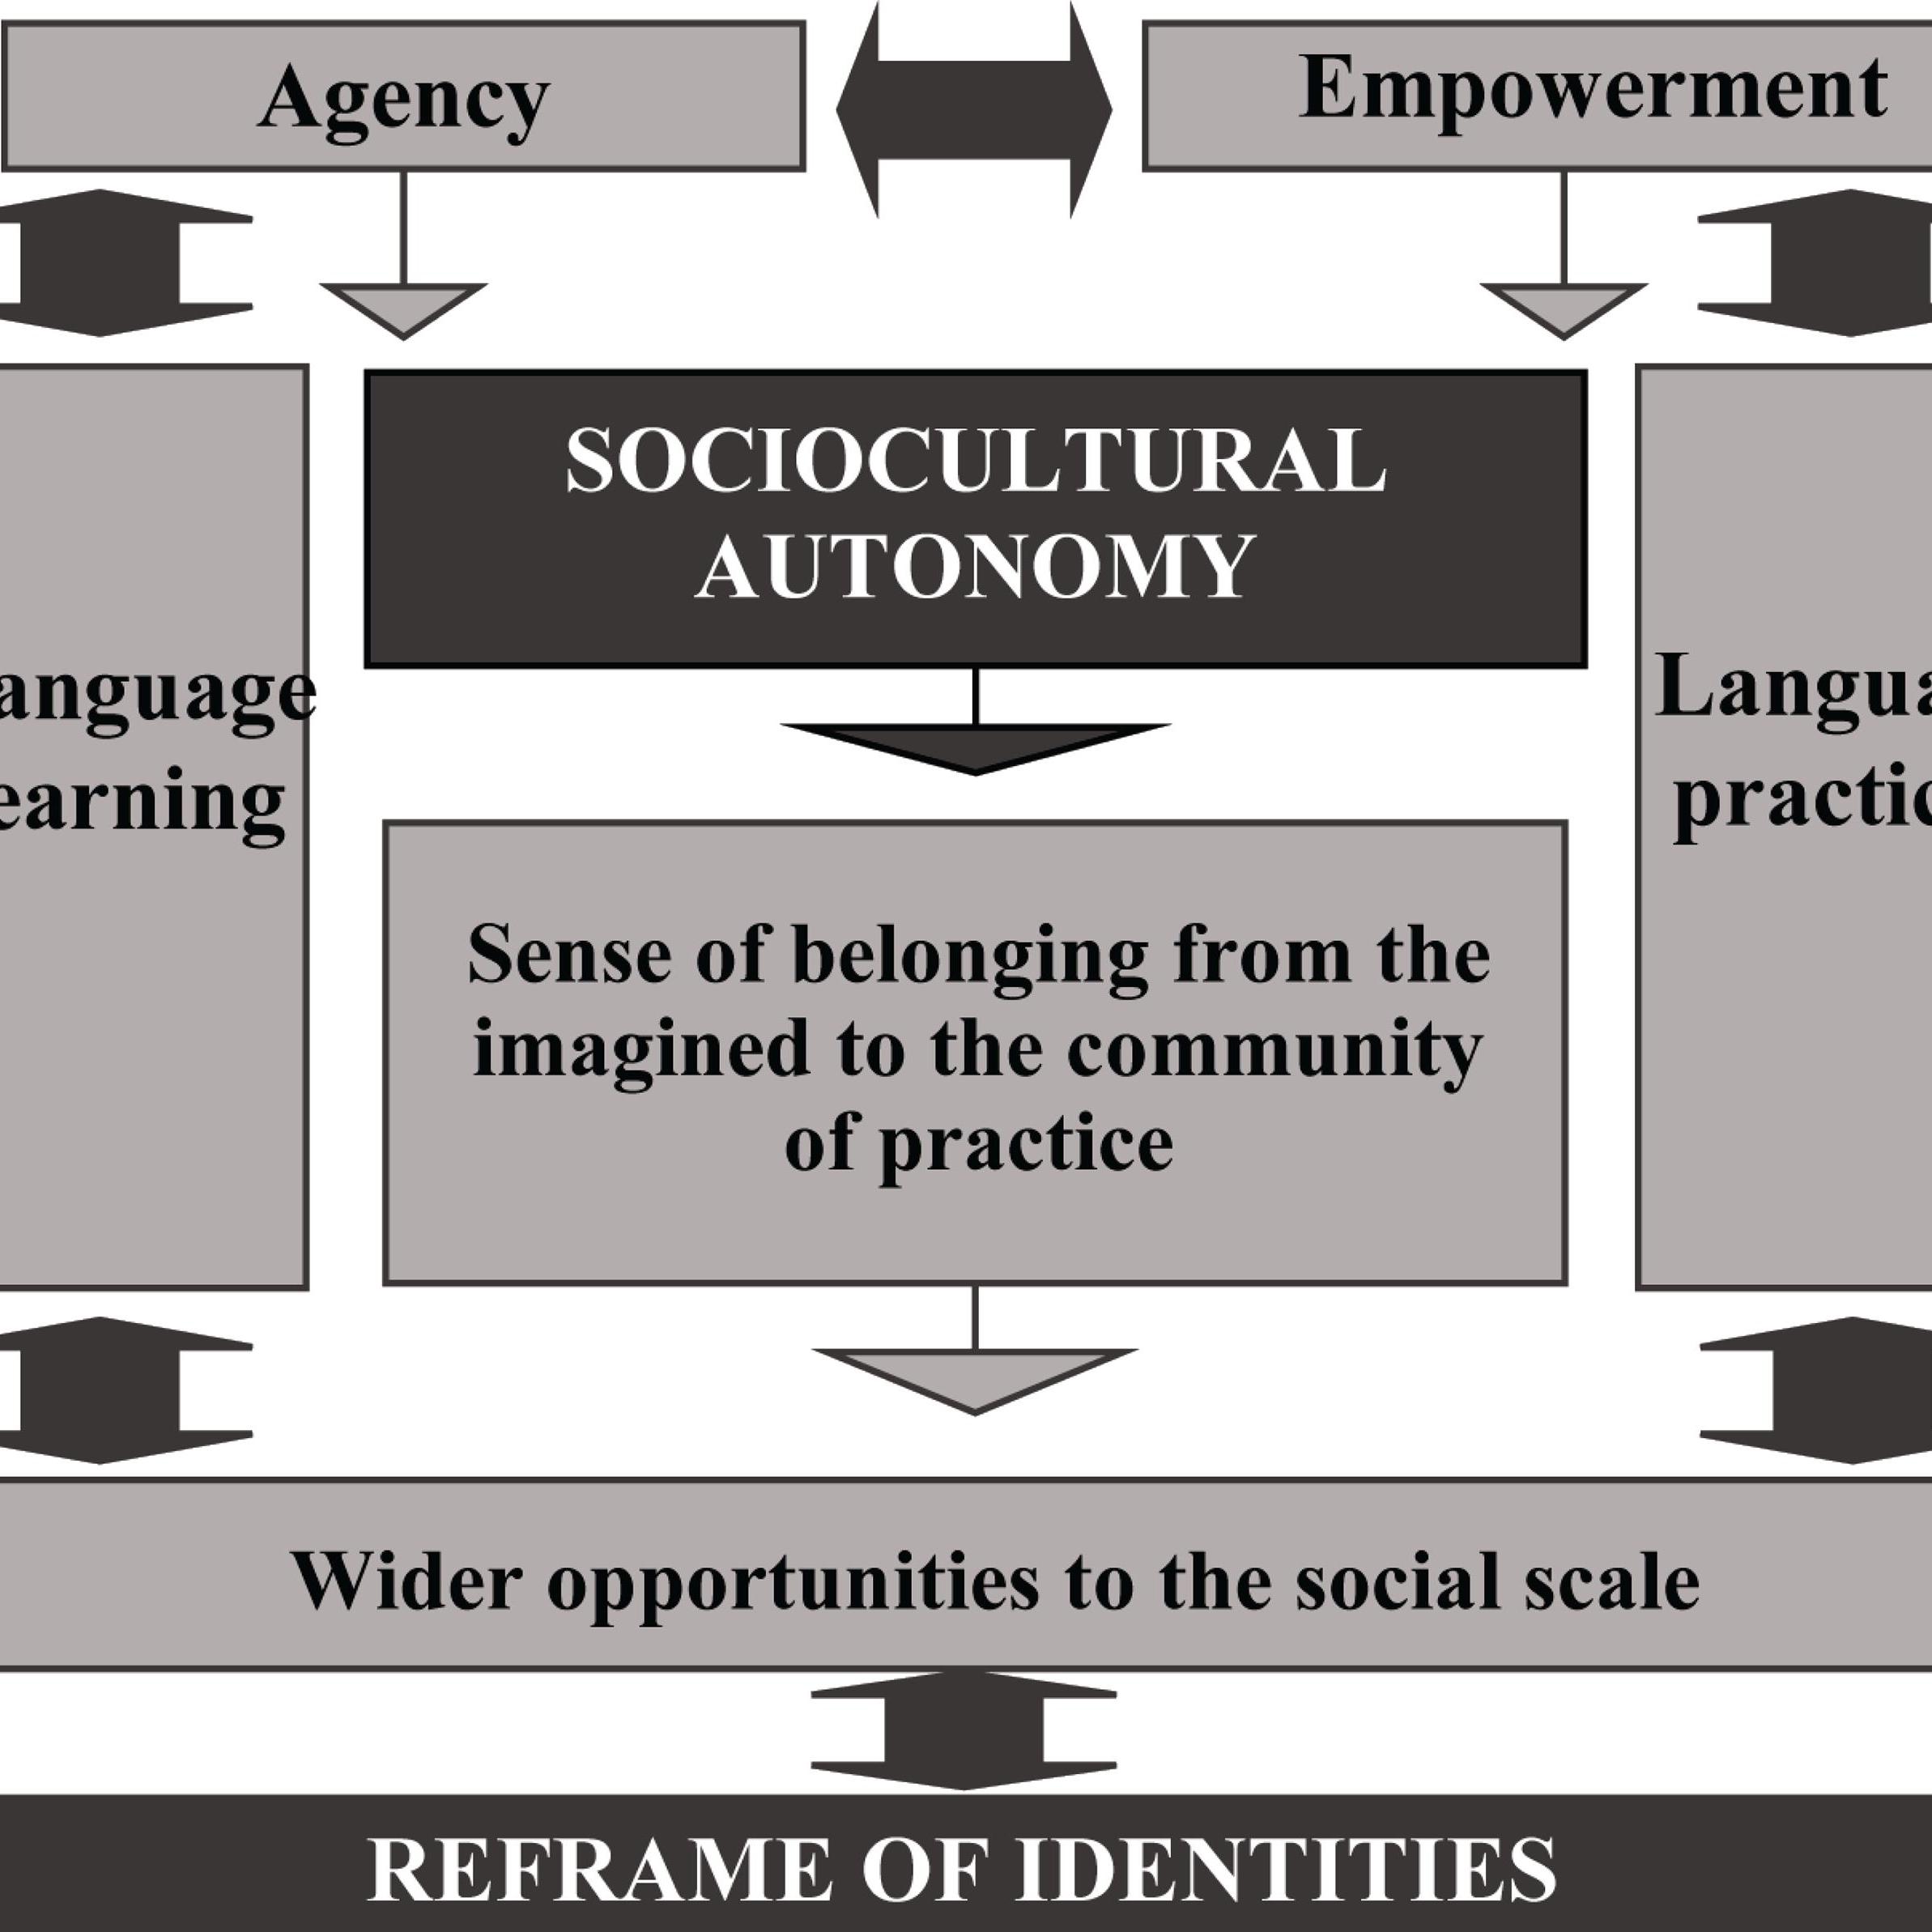 Agency
Empowerment
SOCIOCULTURAL
AUTONOMY
anguage
earning
Langua
practic
Sense of belonging from the
imagined to the community
of practice
Wider opportunities to the social scale
REFRAME OF IDENTITIES